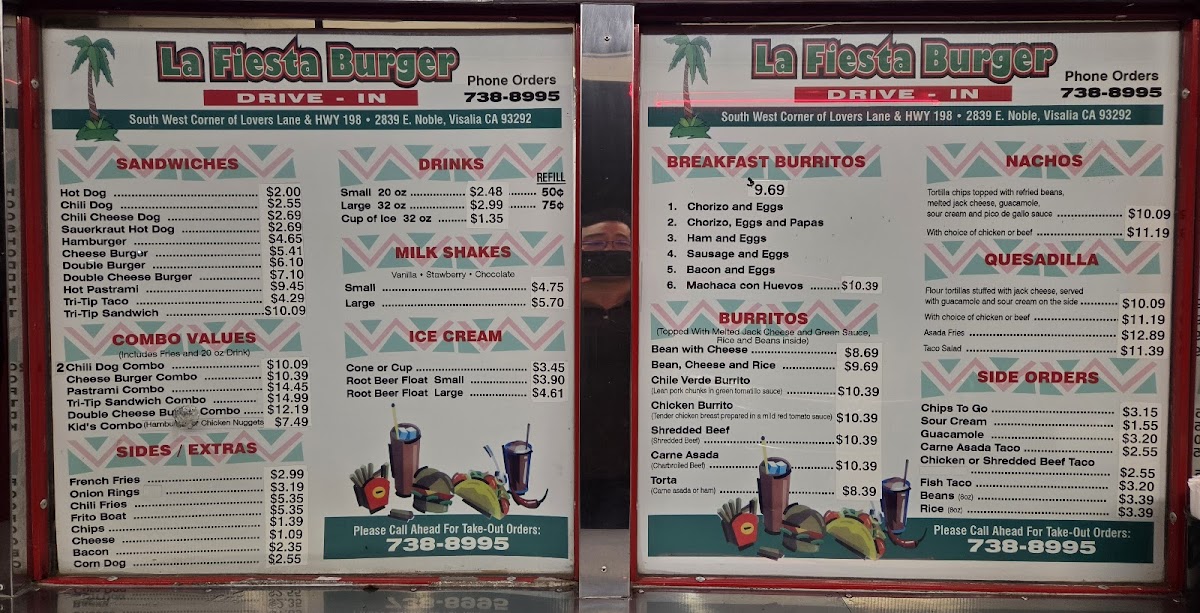 La Fiesta Burger
DRIVE - IN
Phone Orders
738-8995
South West Corner of Lovers Lane & HWY 198 • 2839 E. Noble, Visalia CA 93292
SANDWICHES
Hot Dog $2.00
Chili Dog $2.55
Chili Cheese Dog $2.69
Sauerkraut Hot Dog $2.69
Hamburger $4.65
Cheese Burger $5.41
Double Burger $6.10
Double Cheese Burger $7.10
Hot Pastrami $9.45
Tri-Tip Taco $4.29
Tri-Tip Sandwich $10.09
COMBO VALUES
(Includes Fries and 20 oz Drink)
2 Chili Dog Combo $10.09
Cheese Burger Combo $10.39
Pastrami Combo $14.45
Tri-Tip Sandwich Combo $14.99
Double Cheese Combo $12.19
Kid's Combo Chicken Nuggets $7.49
SIDES / EXTRAS
French Fries $2.99
Onion Rings $3.19
Chili Fries $5.35
Frito Boat $5.35
Chips $1.39
Cheese $1.09
Bacon $2.35
Corn Dog $2.55
DRINKS
REFILL
Small 20 oz $2.48 50¢
Large 32 oz $2.99 75¢
Cup of Ice 32 oz $1.35
MILK SHAKES
Vanilla • Stawberry • Chocolate
Small $4.75
Large $5.70
ICE CREAM
Cone or Cup $3.45
Root Beer Float Small $3.90
Root Beer Float Large $4.61
Please Call Ahead For Take-Out Orders:
738-8995
La Fiesta Burger
DRIVE - IN
Phone Orders
738-8995
South West Corner of Lovers Lane & HWY 198 • 2839 E. Noble, Visalia CA 93292
BREAKFAST BURRITOS
$9.69
1. Chorizo and Eggs
2. Chorizo, Eggs and Papas
3. Ham and Eggs
4. Sausage and Eggs
5. Bacon and Eggs
6. Machaca con Huevos $10.39
BURRITOS
(Topped With Melted Jack Cheese and Green Sauce,
Rice and Beans inside)
Bean with Cheese $8.69
Bean, Cheese and Rice $9.69
Chile Verde Burrito
(Lean pork chunks in green tomatillo sauce) $10.39
Chicken Burrito
(Tender chicken breast prepared in a mild red tomato sauce) $10.39
Shredded Beef
(Shredded Beef) $10.39
Carne Asada
(Charbroiled Beef) $10.39
Torta
(Carne asada or ham) $8.39
NACHOS
Tortilla chips topped with refried beans,
melted jack cheese, guacamole,
sour cream and pico de gallo sauce $10.09
With choice of chicken or beef $11.19
QUESADILLA
Flour tortillas stuffed with jack cheese, served
with guacamole and sour cream on the side $10.09
With choice of chicken or beef $11.19
Asada Fries $12.89
Taco Salad $11.39
SIDE ORDERS
Chips To Go $3.15
Sour Cream $1.55
Guacamole $3.20
Carne Asada Taco $2.55
Chicken or Shredded Beef Taco
$2.55
Fish Taco $3.20
Beans (8oz) $3.39
Rice (8oz) $3.39
Please Call Ahead For Take-Out Orders:
738-8995